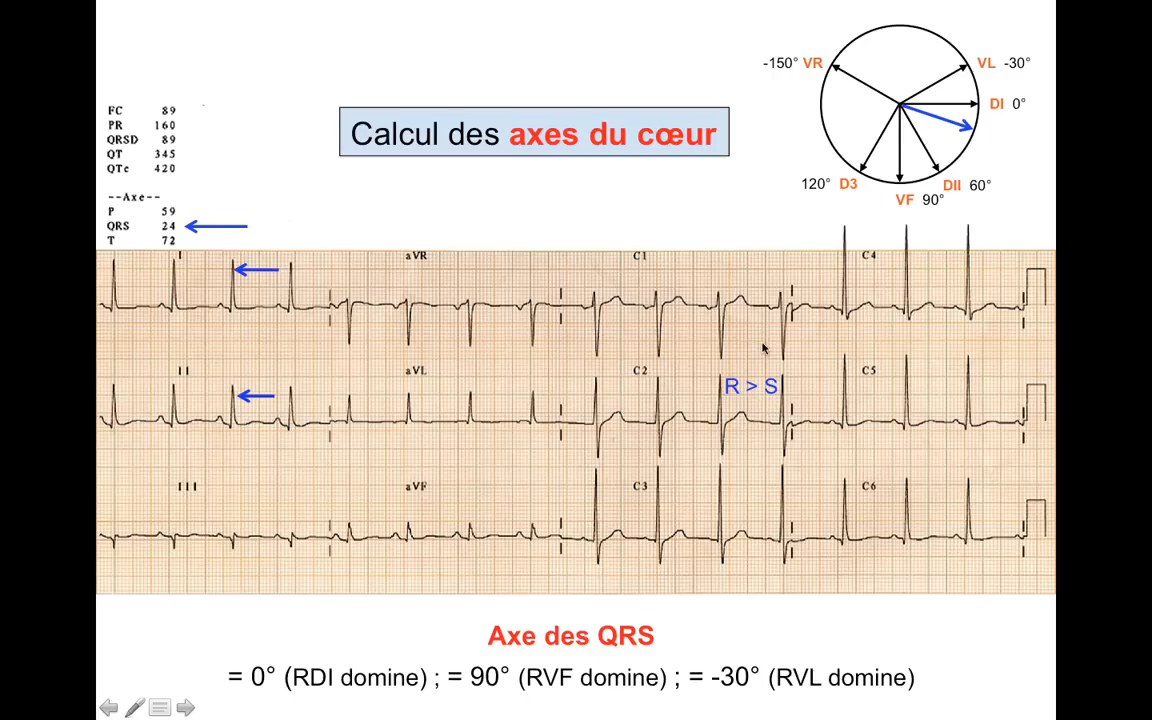 -150° VR
VL -30°
DI 0°
120° D3
DII 60°
VF 90°
FC 89
PR 160
QRSD 89
QT 345
QTc 420
--Axe--
P 59
QRS 24
T 72
Calcul des axes du cœur
I aVR C1 C4
II aVL C2 C5
R > S
III aVF C3 C6
Axe des QRS
= 0° (RDI domine) ; = 90° (RVF domine) ; = -30° (RVL domine)